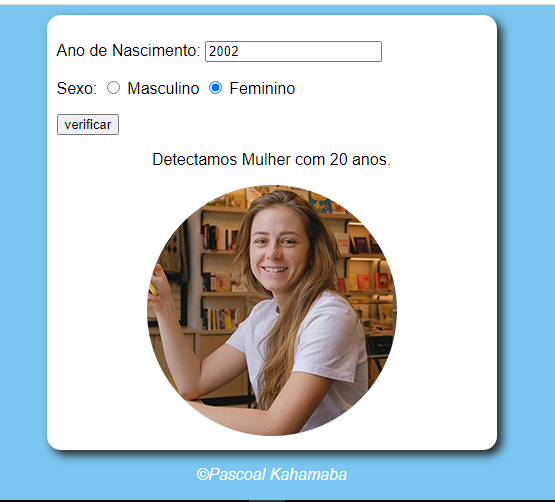 Ano de Nascimento: 2002
Sexo: Masculino Feminino
verificar
Detectamos Mulher com 20 anos.
©Pascoal Kahamaba